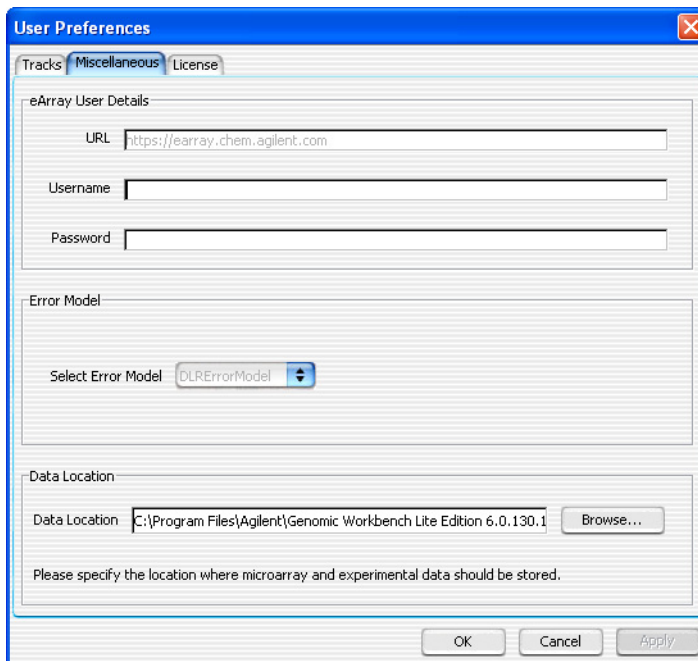 User Preferences
Tracks Miscellaneous License
eArray User Details
URL https://earray.chem.agilent.com
Username
Password
Error Model
Select Error Model DLRErrorModel
Data Location
Data Location C:\Program Files\Agilent\Genomic Workbench Lite Edition 6.0.130.1 Browse...
Please specify the location where microarray and experimental data should be stored.
OK Cancel Apply